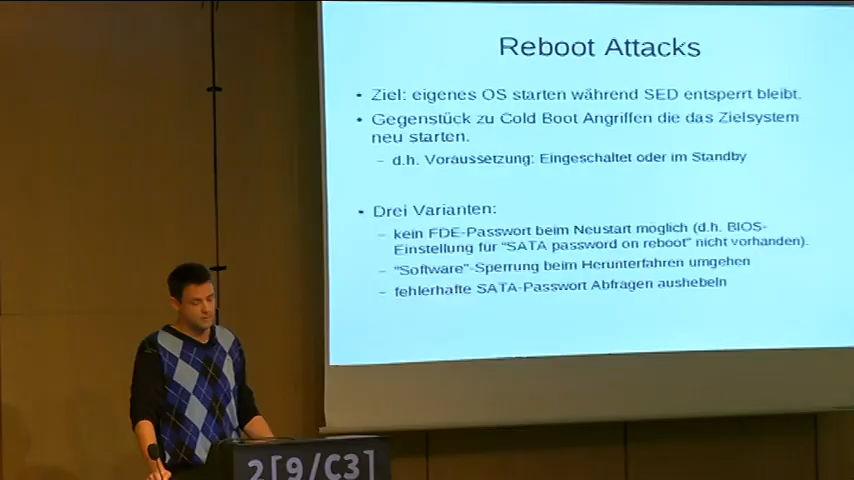 Reboot Attacks
• Ziel: eigenes OS starten während SED entsperrt bleibt.
• Gegenstück zu Cold Boot Angriffen die das Zielsystem
neu starten.
– d.h. Voraussetzung: Eingeschaltet oder im Standby
• Drei Varianten:
– kein FDE-Passwort beim Neustart möglich (d.h. BIOS-
Einstellung für "SATA password on reboot" nicht vorhanden).
– "Software"-Sperrung beim Herunterfahren umgehen
– fehlerhafte SATA-Passwort Abfragen aushebeln
2[9/C3]